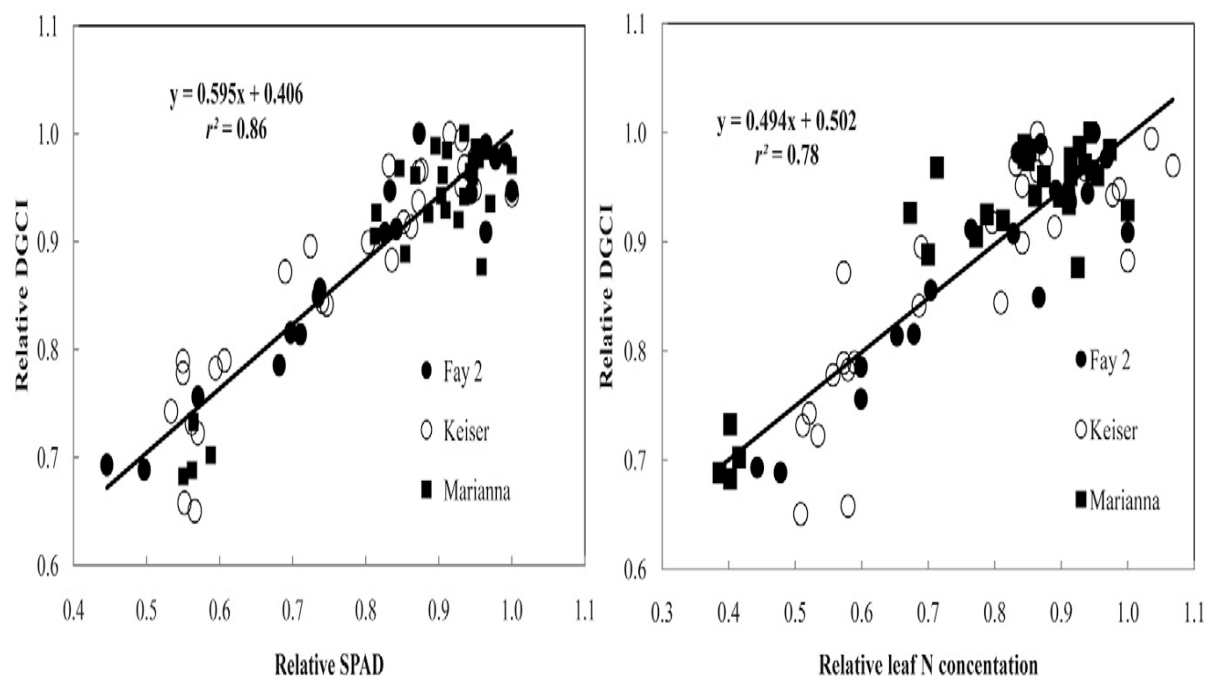 1.1
1.0
0.9
0.8
0.7
0.6
Relative DGCI
y = 0.595x + 0.406
r² = 0.86
Fay 2
Keiser
Marianna
0.4 0.5 0.6 0.7 0.8 0.9 1.0 1.1
Relative SPAD
1.1
1.0
0.9
0.8
0.7
0.6
Relative DGCI
y = 0.494x + 0.502
r² = 0.78
Fay 2
Keiser
Marianna
0.3 0.4 0.5 0.6 0.7 0.8 0.9 1.0 1.1
Relative leaf N concentation